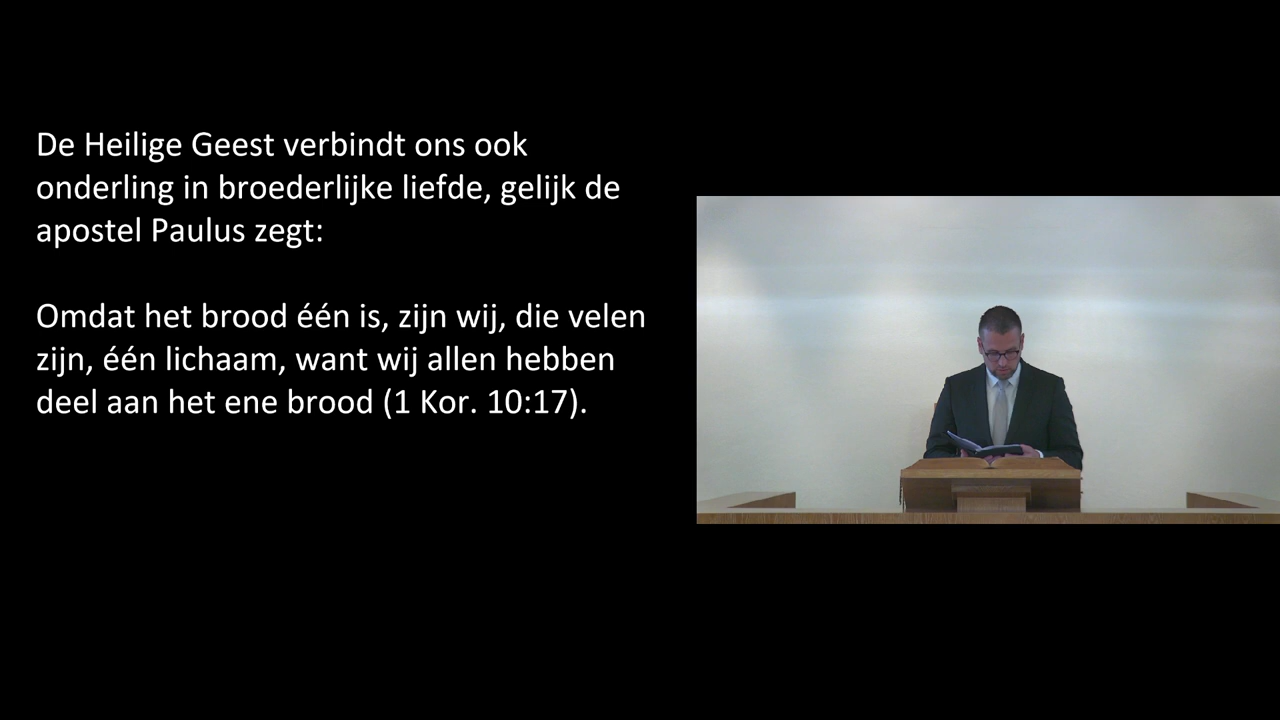 De Heilige Geest verbindt ons ook
onderling in broederlijke liefde, gelijk de
apostel Paulus zegt:
Omdat het brood één is, zijn wij, die velen
zijn, één lichaam, want wij allen hebben
deel aan het ene brood (1 Kor. 10:17).